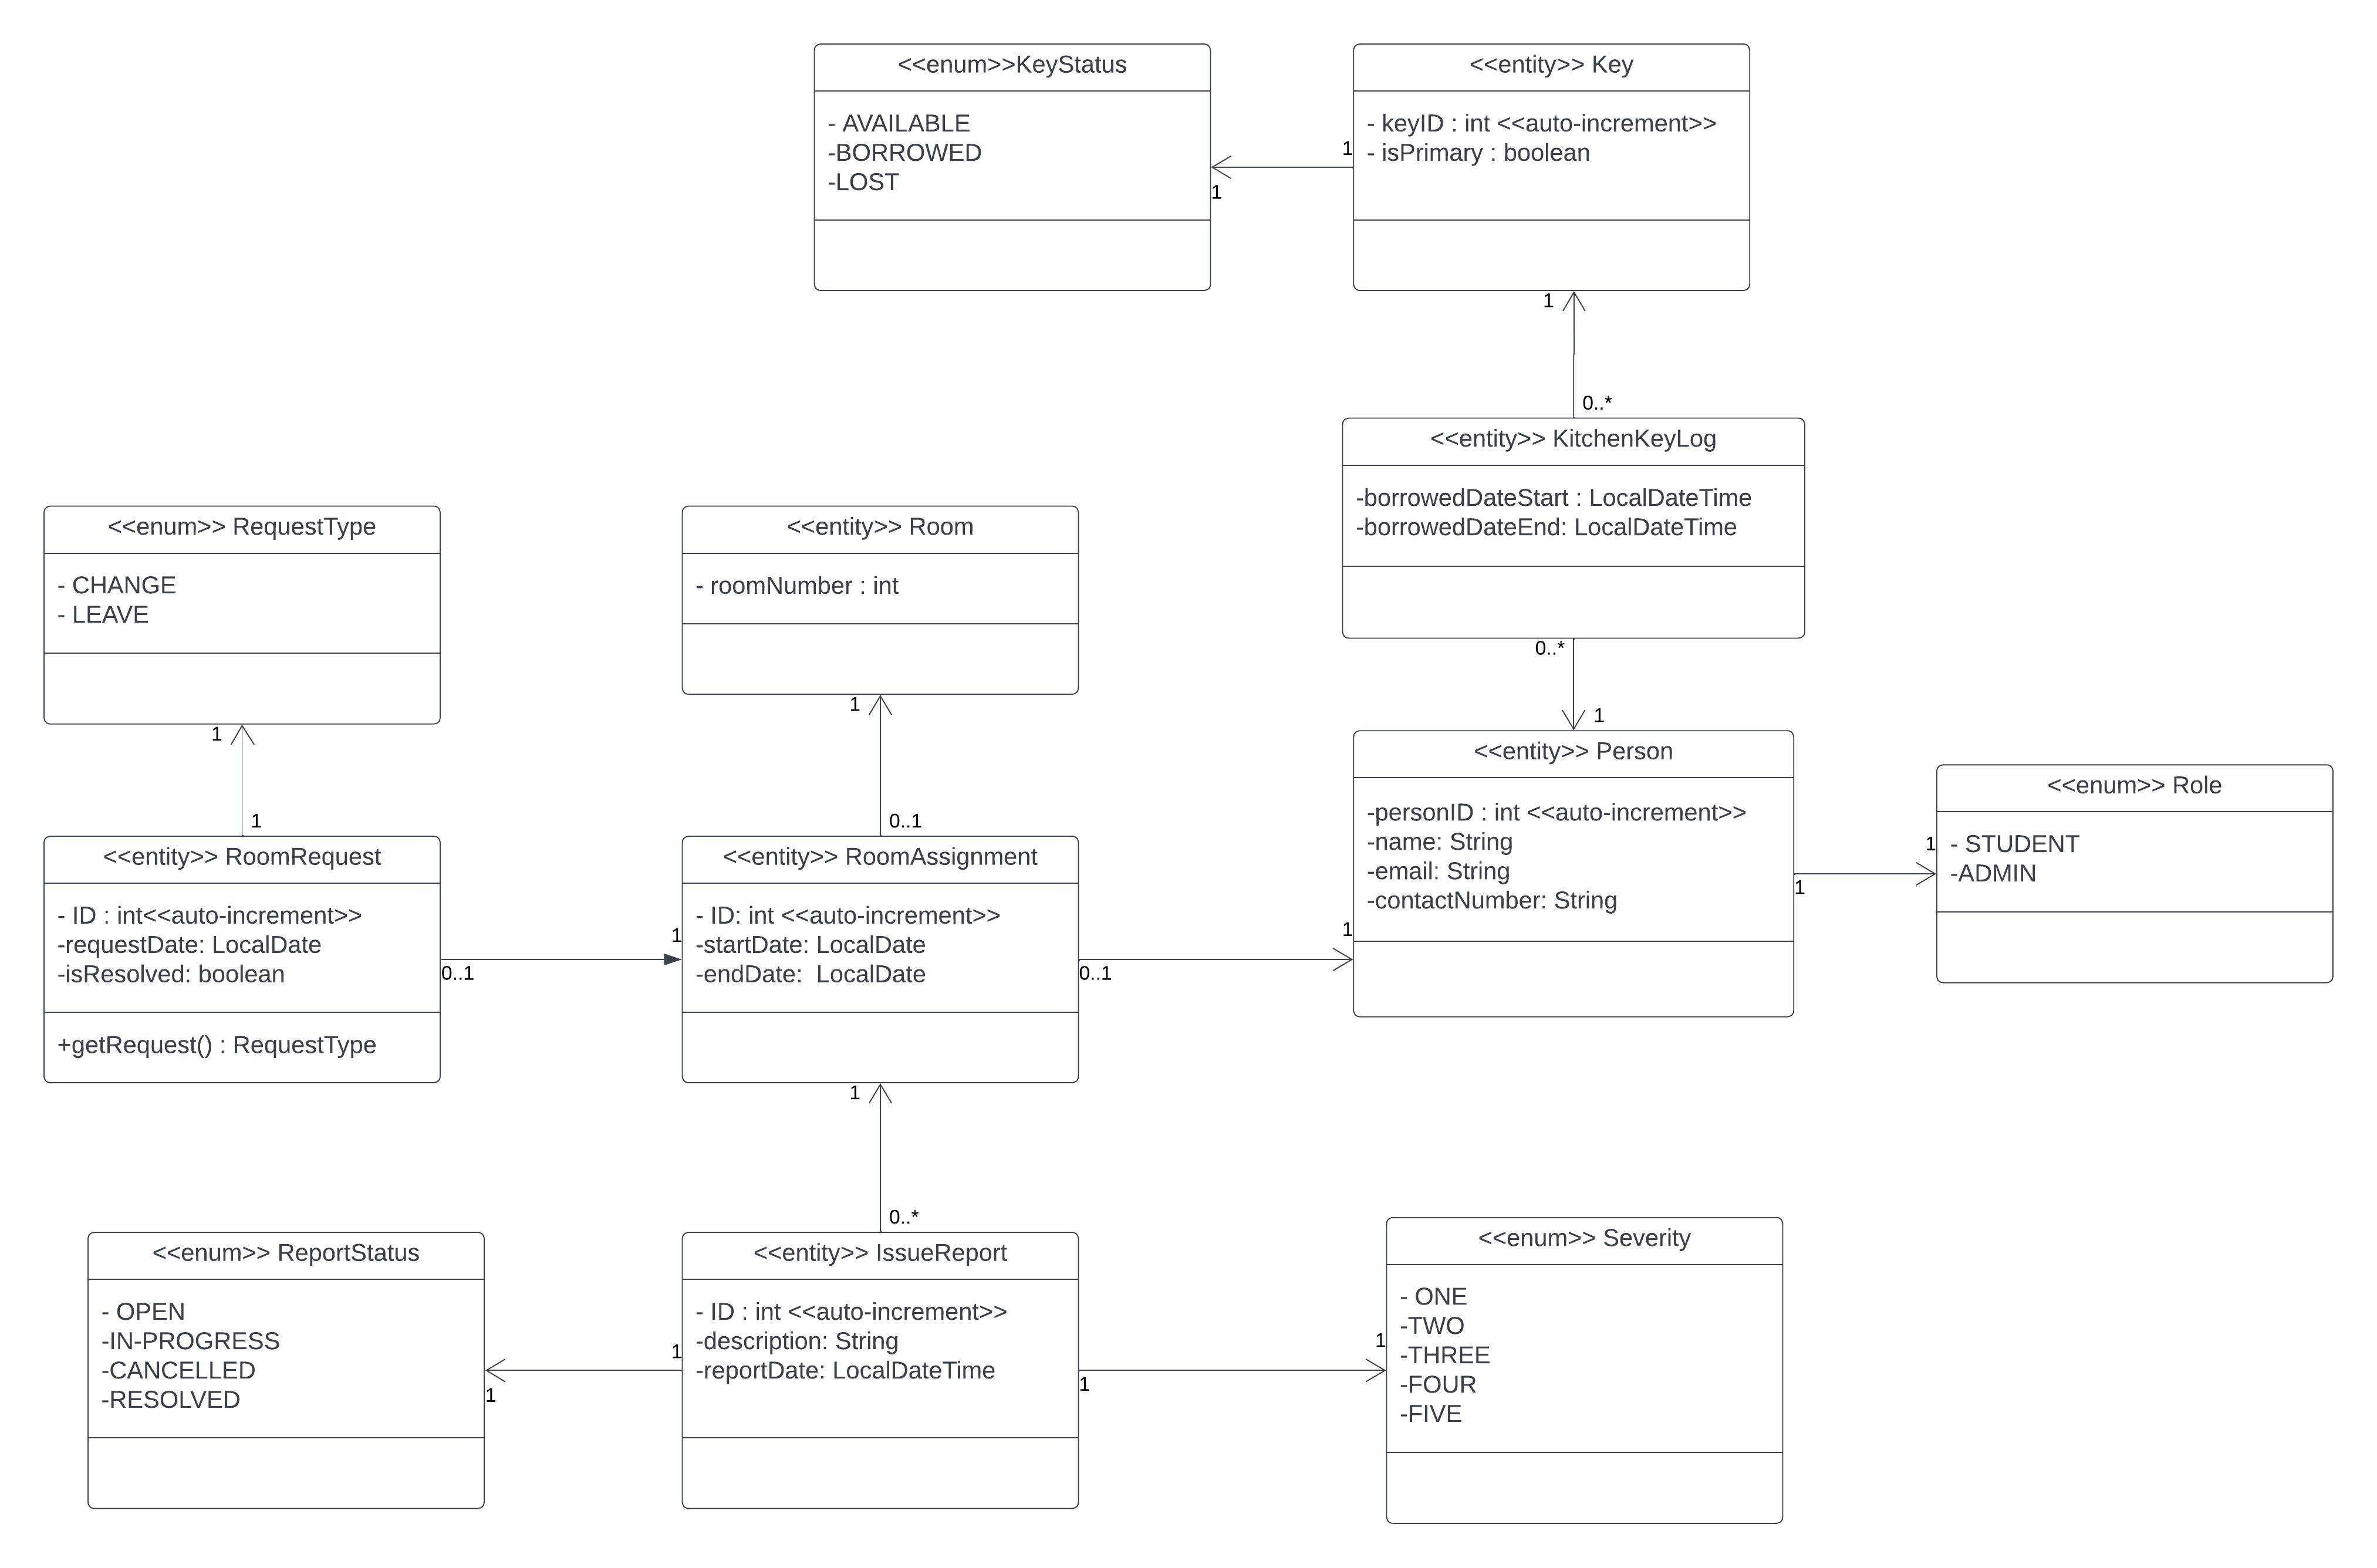 <<enum>>KeyStatus
- AVAILABLE
-BORROWED
-LOST
<<entity>> Key
- keyID : int <<auto-increment>>
- isPrimary : boolean
1
1
1
0..*
<<entity>> KitchenKeyLog
-borrowedDateStart : LocalDateTime
-borrowedDateEnd: LocalDateTime
0..*
1
<<enum>> RequestType
- CHANGE
- LEAVE
1
1
<<entity>> Room
- roomNumber : int
1
0..1
<<entity>> Person
-personID : int <<auto-increment>>
-name: String
-email: String
-contactNumber: String
1
1
<<enum>> Role
- STUDENT
-ADMIN
<<entity>> RoomRequest
- ID : int<<auto-increment>>
-requestDate: LocalDate
-isResolved: boolean
+getRequest() : RequestType
0..1
1
<<entity>> RoomAssignment
- ID: int <<auto-increment>>
-startDate: LocalDate
-endDate:  LocalDate
0..1
1
1
0..*
<<enum>> ReportStatus
- OPEN
-IN-PROGRESS
-CANCELLED
-RESOLVED
1
1
<<entity>> IssueReport
- ID : int <<auto-increment>>
-description: String
-reportDate: LocalDateTime
1
1
<<enum>> Severity
- ONE
-TWO
-THREE
-FOUR
-FIVE